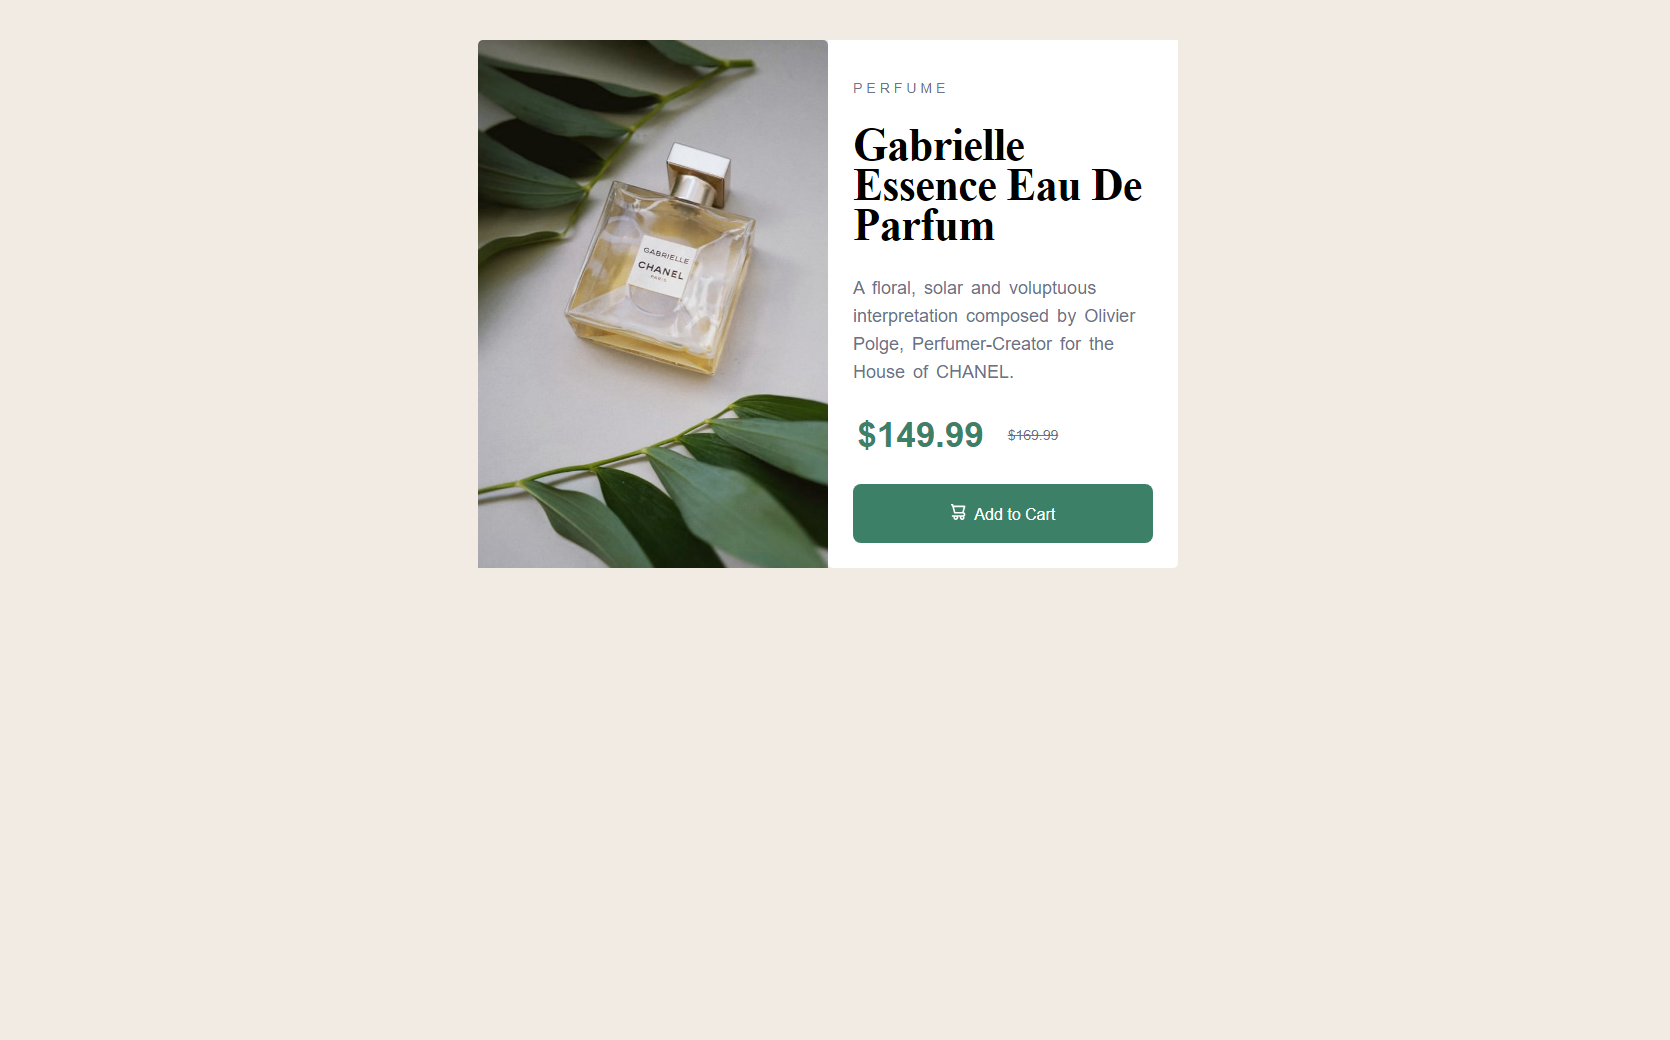 GABRIELLE
CHANEL
PARIS
PERFUME
Gabrielle
Essence Eau De
Parfum
A floral, solar and voluptuous
interpretation composed by Olivier
Polge, Perfumer-Creator for the
House of CHANEL.
$149.99 $169.99
Add to Cart